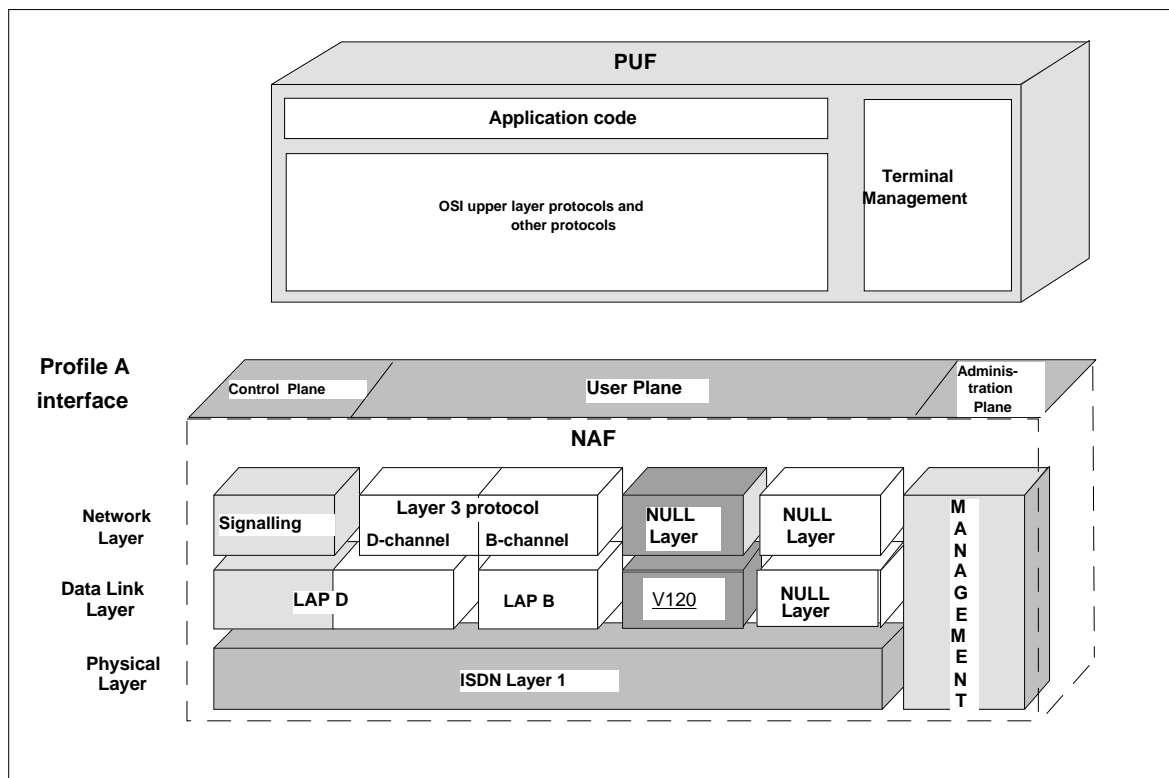 PUF
Application code
OSI upper layer protocols and
other protocols
Terminal
Management
Profile A
interface
Control Plane
User Plane
Adminis-
tration
Plane
NAF
Network
Layer
Signalling
Layer 3 protocol
D-channel
B-channel
NULL
Layer
NULL
Layer
Data Link
Layer
LAP D
LAP B
V120
NULL
Layer
Physical
Layer
ISDN Layer 1
MANAGEMENT